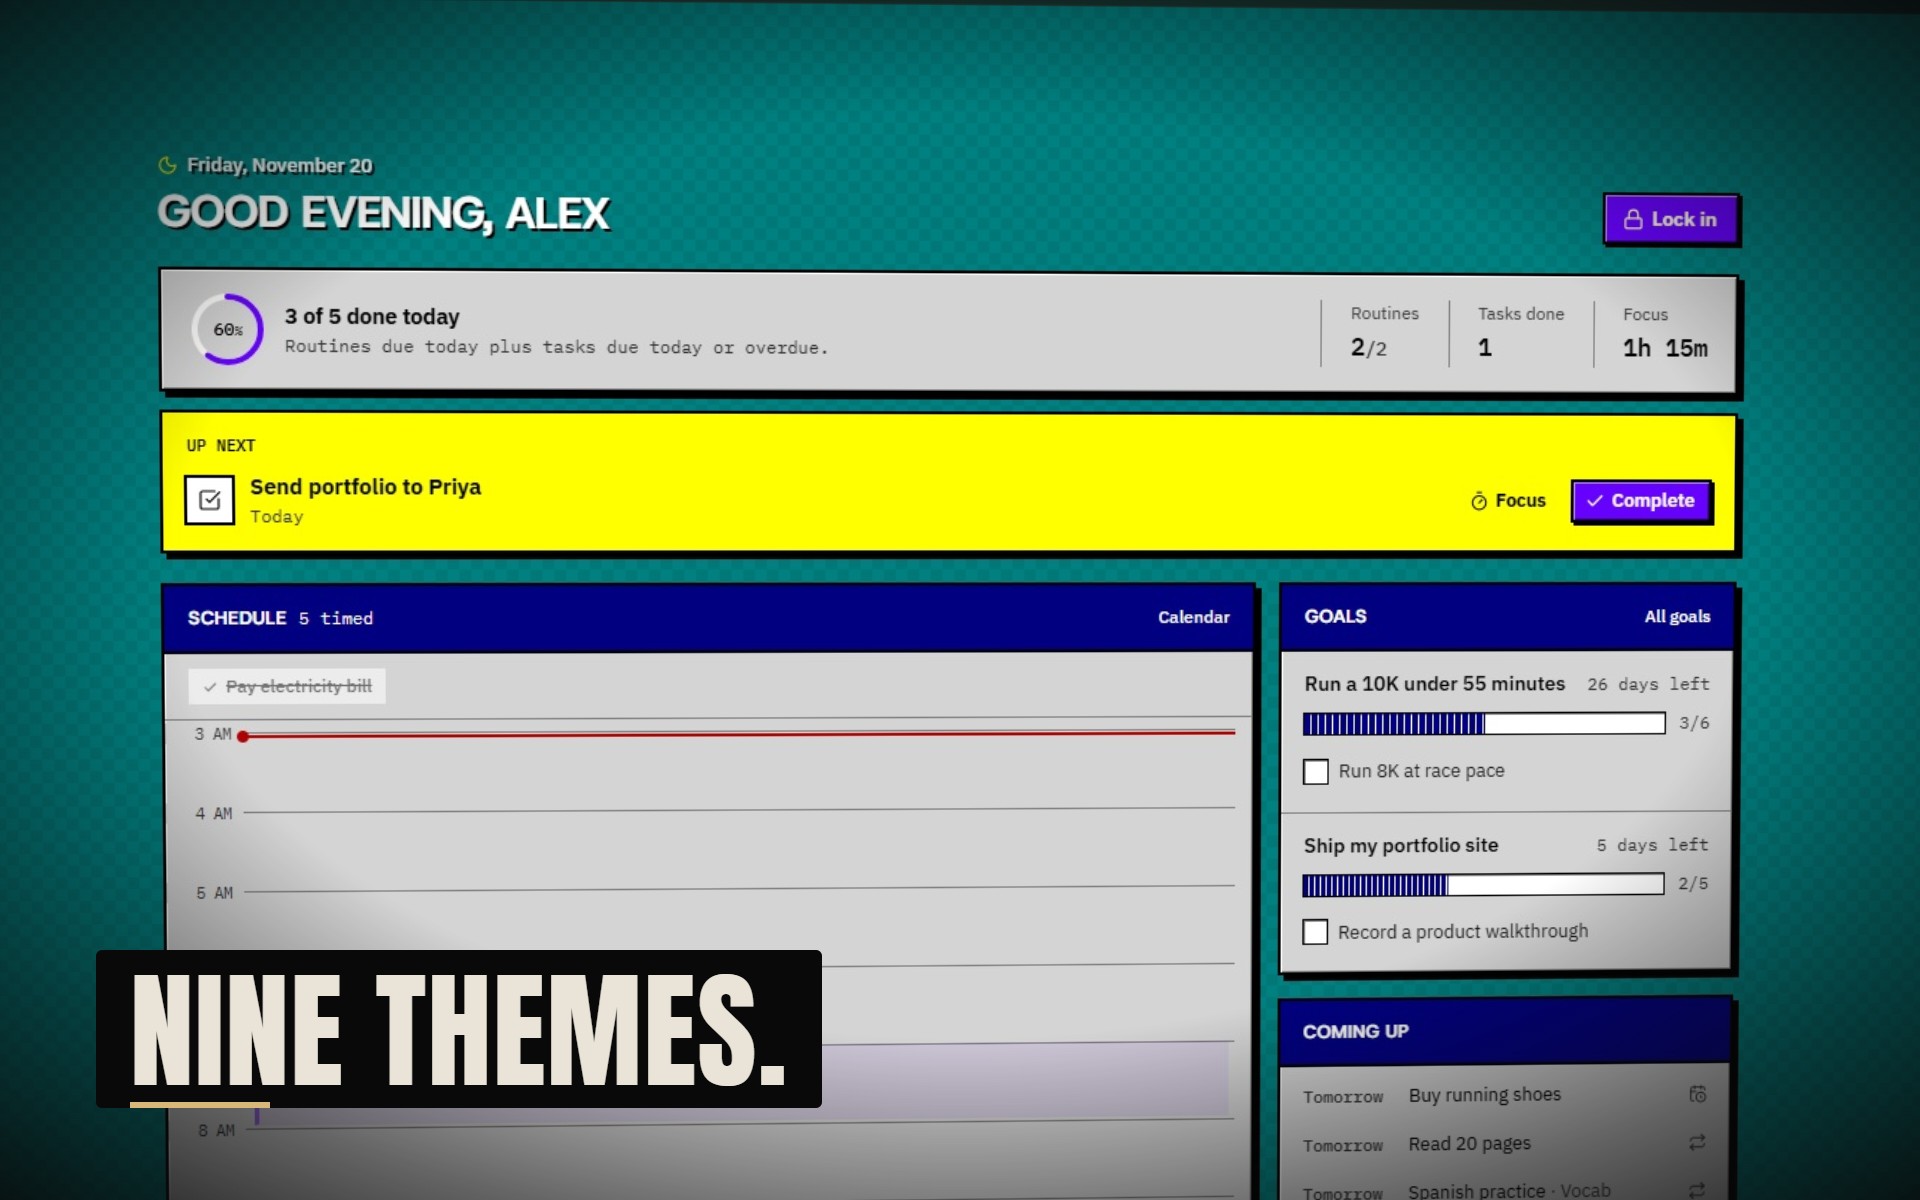 Friday, November 20
GOOD EVENING, ALEX
Lock in
60%
3 of 5 done today
Routines due today plus tasks due today or overdue.
Routines
2/2
Tasks done
1
Focus
1h 15m
UP NEXT
Send portfolio to Priya
Today
Focus
Complete
SCHEDULE 5 timed
Calendar
Pay electricity bill
3 AM
4 AM
5 AM
8 AM
GOALS
All goals
Run a 10K under 55 minutes 26 days left
3/6
Run 8K at race pace
Ship my portfolio site 5 days left
2/5
Record a product walkthrough
COMING UP
Tomorrow Buy running shoes
Tomorrow Read 20 pages
Tomorrow Spanish practice · Vocab
NINE THEMES.